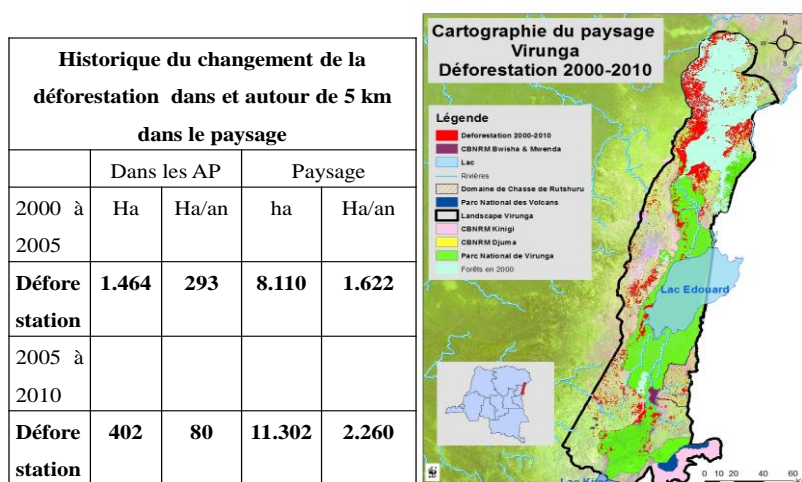 Historique du changement de la
déforestation dans et autour de 5 km
dans le paysage
Dans les AP Paysage
2000 à
2005 Ha Ha/an ha Ha/an
Défore
station 1.464 293 8.110 1.622
2005 à
2010
Défore
station 402 80 11.302 2.260
Cartographie du paysage
Virunga
Déforestation 2000-2010
N
W
S
Légende
Deforestation 2000-2010
CBNRM Bwisha & Mwenda
Lac
Rivières
Domaine de Chasse de Rutshuru
Parc National des Volcans
Landscape Virunga
CBNRM Kinigi
CBNRM Djuma
Parc National de Virunga
Forêts en 2000
Lac Edouard
WWF
0 10 20 40 60